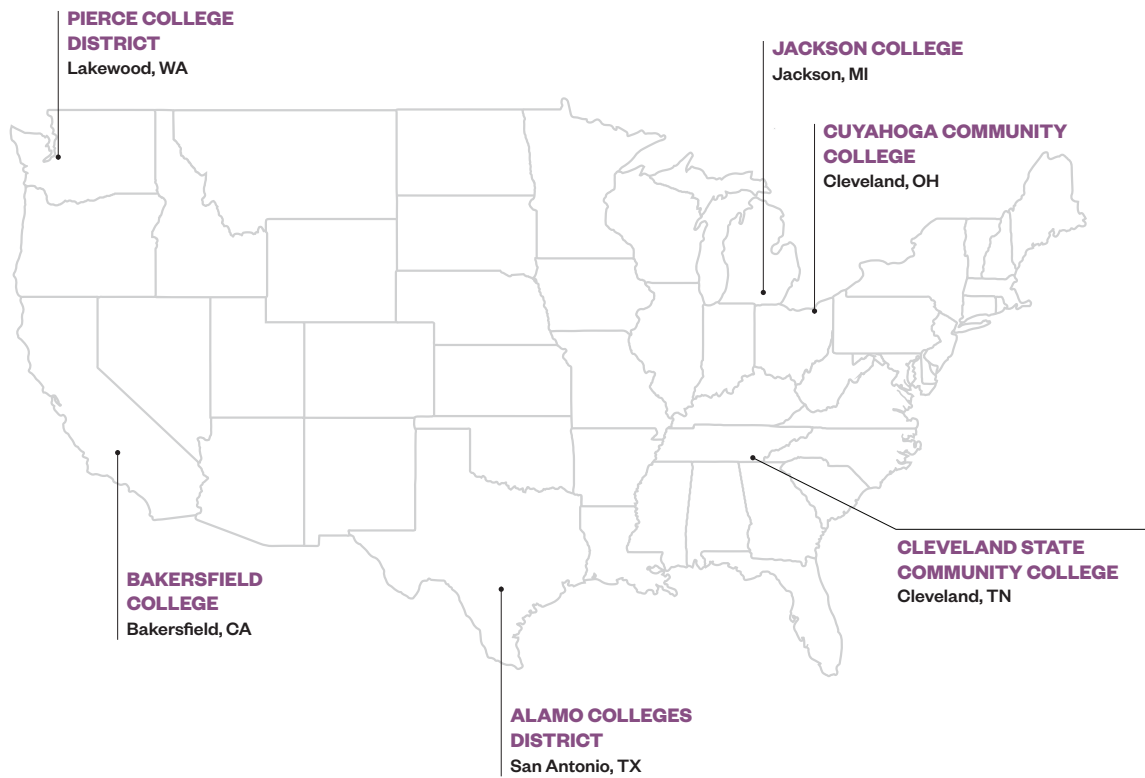 PIERCE COLLEGE
DISTRICT
Lakewood, WA
JACKSON COLLEGE
Jackson, MI
CUYAHOGA COMMUNITY
COLLEGE
Cleveland, OH
CLEVELAND STATE
COMMUNITY COLLEGE
Cleveland, TN
BAKERSFIELD
COLLEGE
Bakersfield, CA
ALAMO COLLEGES
DISTRICT
San Antonio, TX